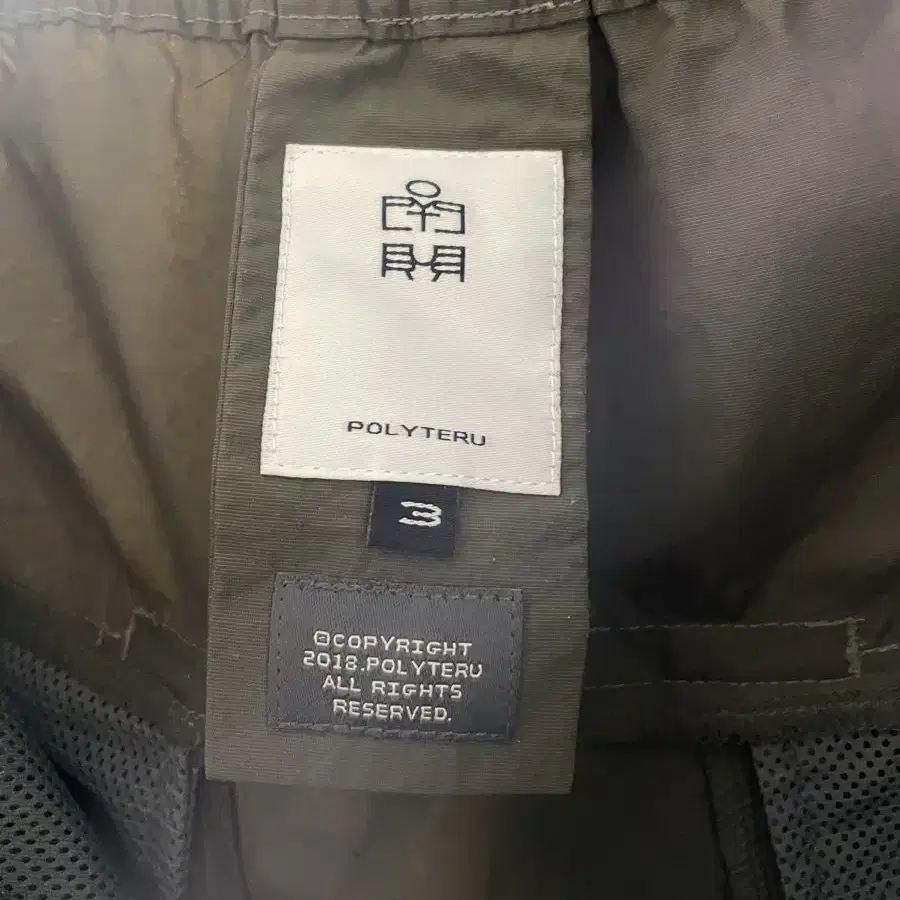 POLYTERU
3
©COPYRIGHT
2018.POLYTERU
ALL RIGHTS
RESERVED.